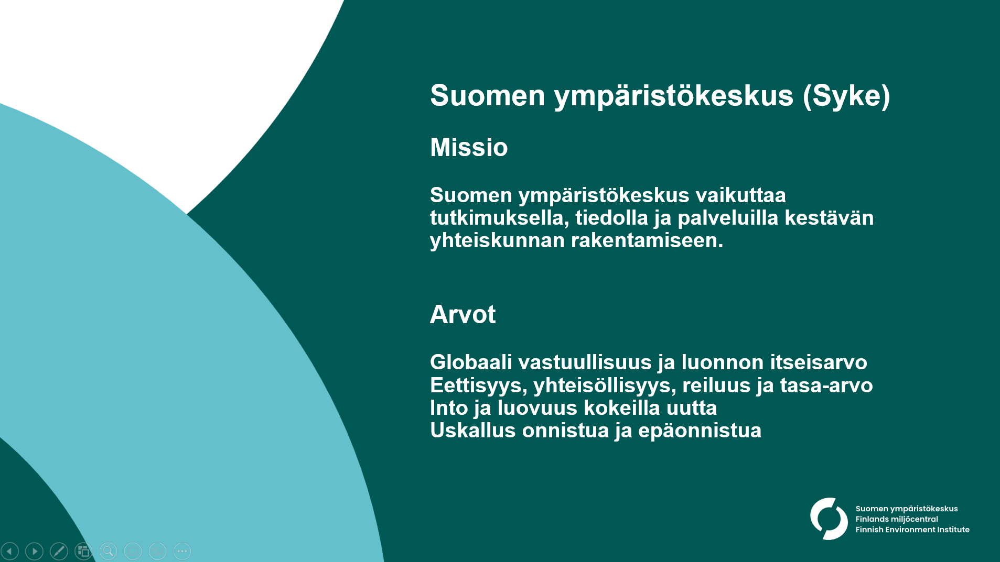 Suomen ympäristökeskus (Syke)
Missio
Suomen ympäristökeskus vaikuttaa
tutkimuksella, tiedolla ja palveluilla kestävän
yhteiskunnan rakentamiseen.
Arvot
Globaali vastuullisuus ja luonnon itseisarvo
Eettisyys, yhteisöllisyys, reiluus ja tasa-arvo
Into ja luovuus kokeilla uutta
Uskallus onnistua ja epäonnistua
Suomen ympäristökeskus
Finlands miljöcentral
Finnish Environment Institute